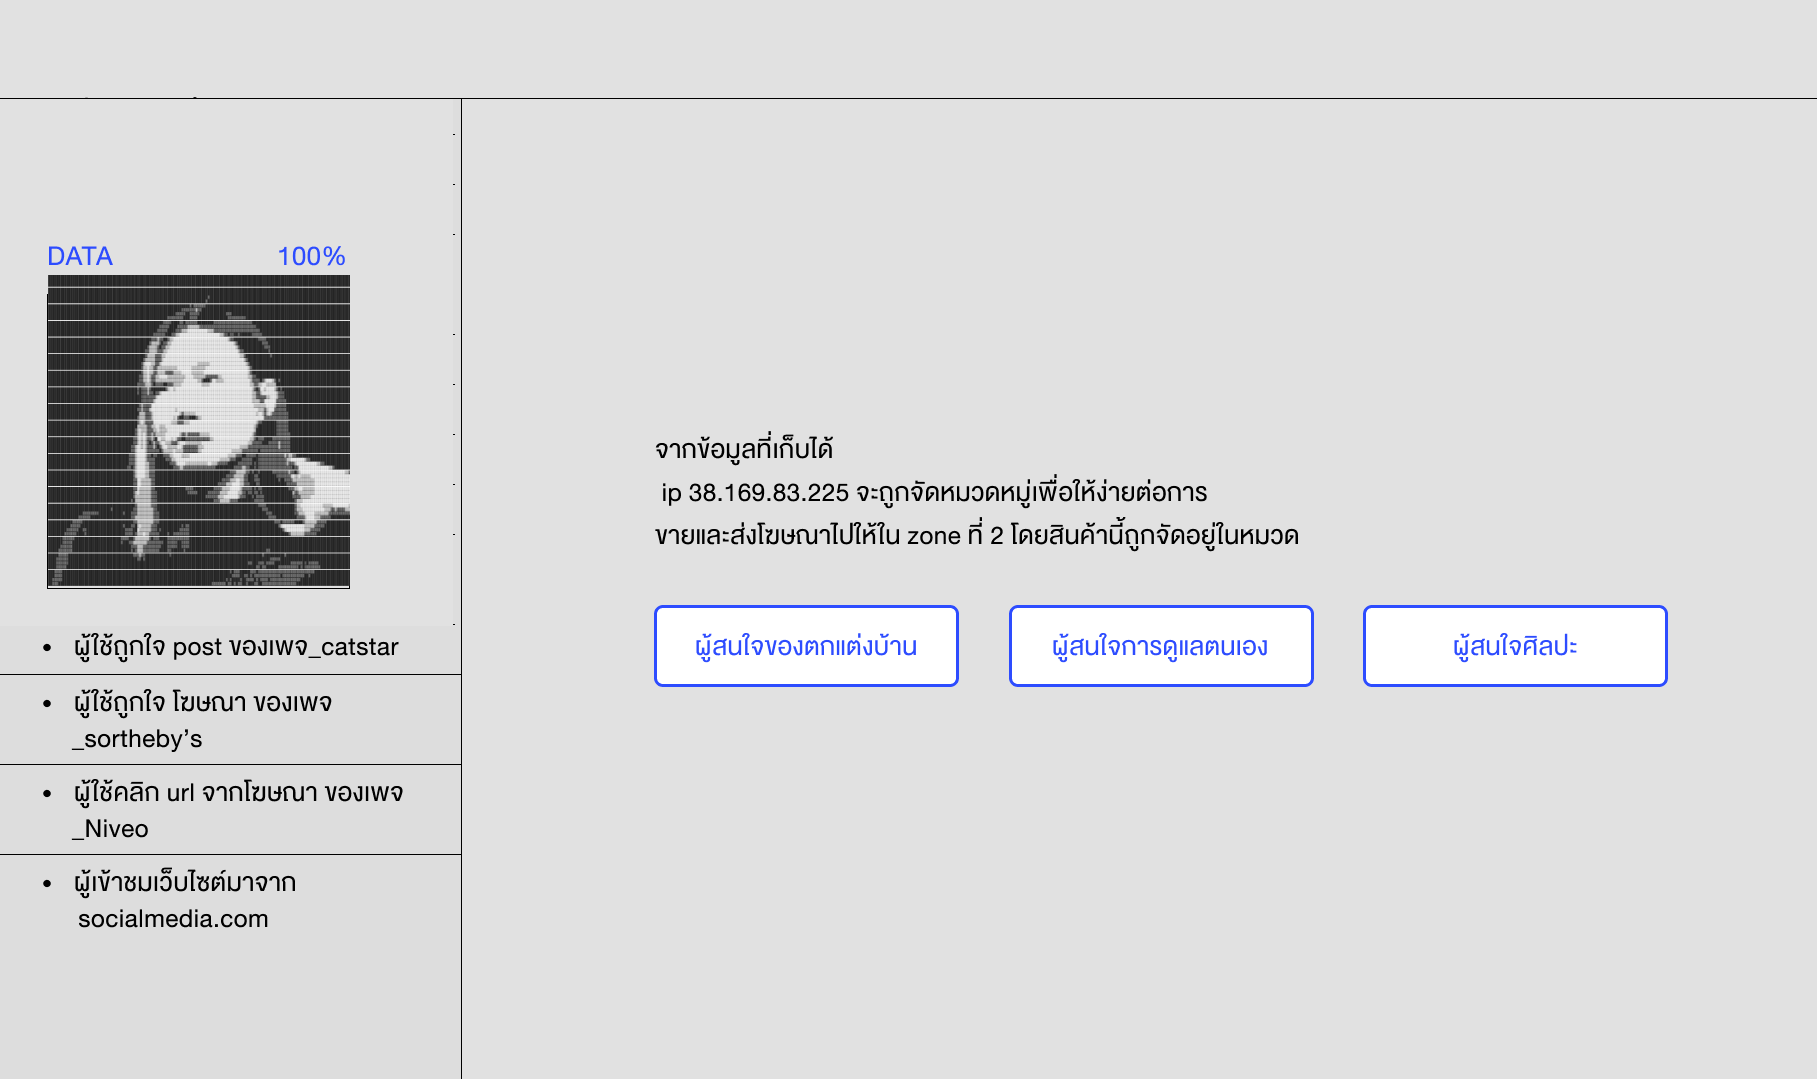 DATA 100%
• ผู้ใช้ถูกใจ post ของเพจ_catstar
• ผู้ใช้ถูกใจ โฆษณา ของเพจ
_sortheby’s
• ผู้ใช้คลิก url จากโฆษณา ของเพจ
_Niveo
• ผู้เข้าชมเว็บไซต์มาจาก
socialmedia.com
จากข้อมูลที่เก็บได้
ip 38.169.83.225 จะถูกจัดหมวดหมู่เพื่อให้ง่ายต่อการ
ขายและส่งโฆษณาไปให้ใน zone ที่ 2 โดยสินค้านี้ถูกจัดอยู่ในหมวด
ผู้สนใจของตกแต่งบ้าน
ผู้สนใจการดูแลตนเอง
ผู้สนใจศิลปะ